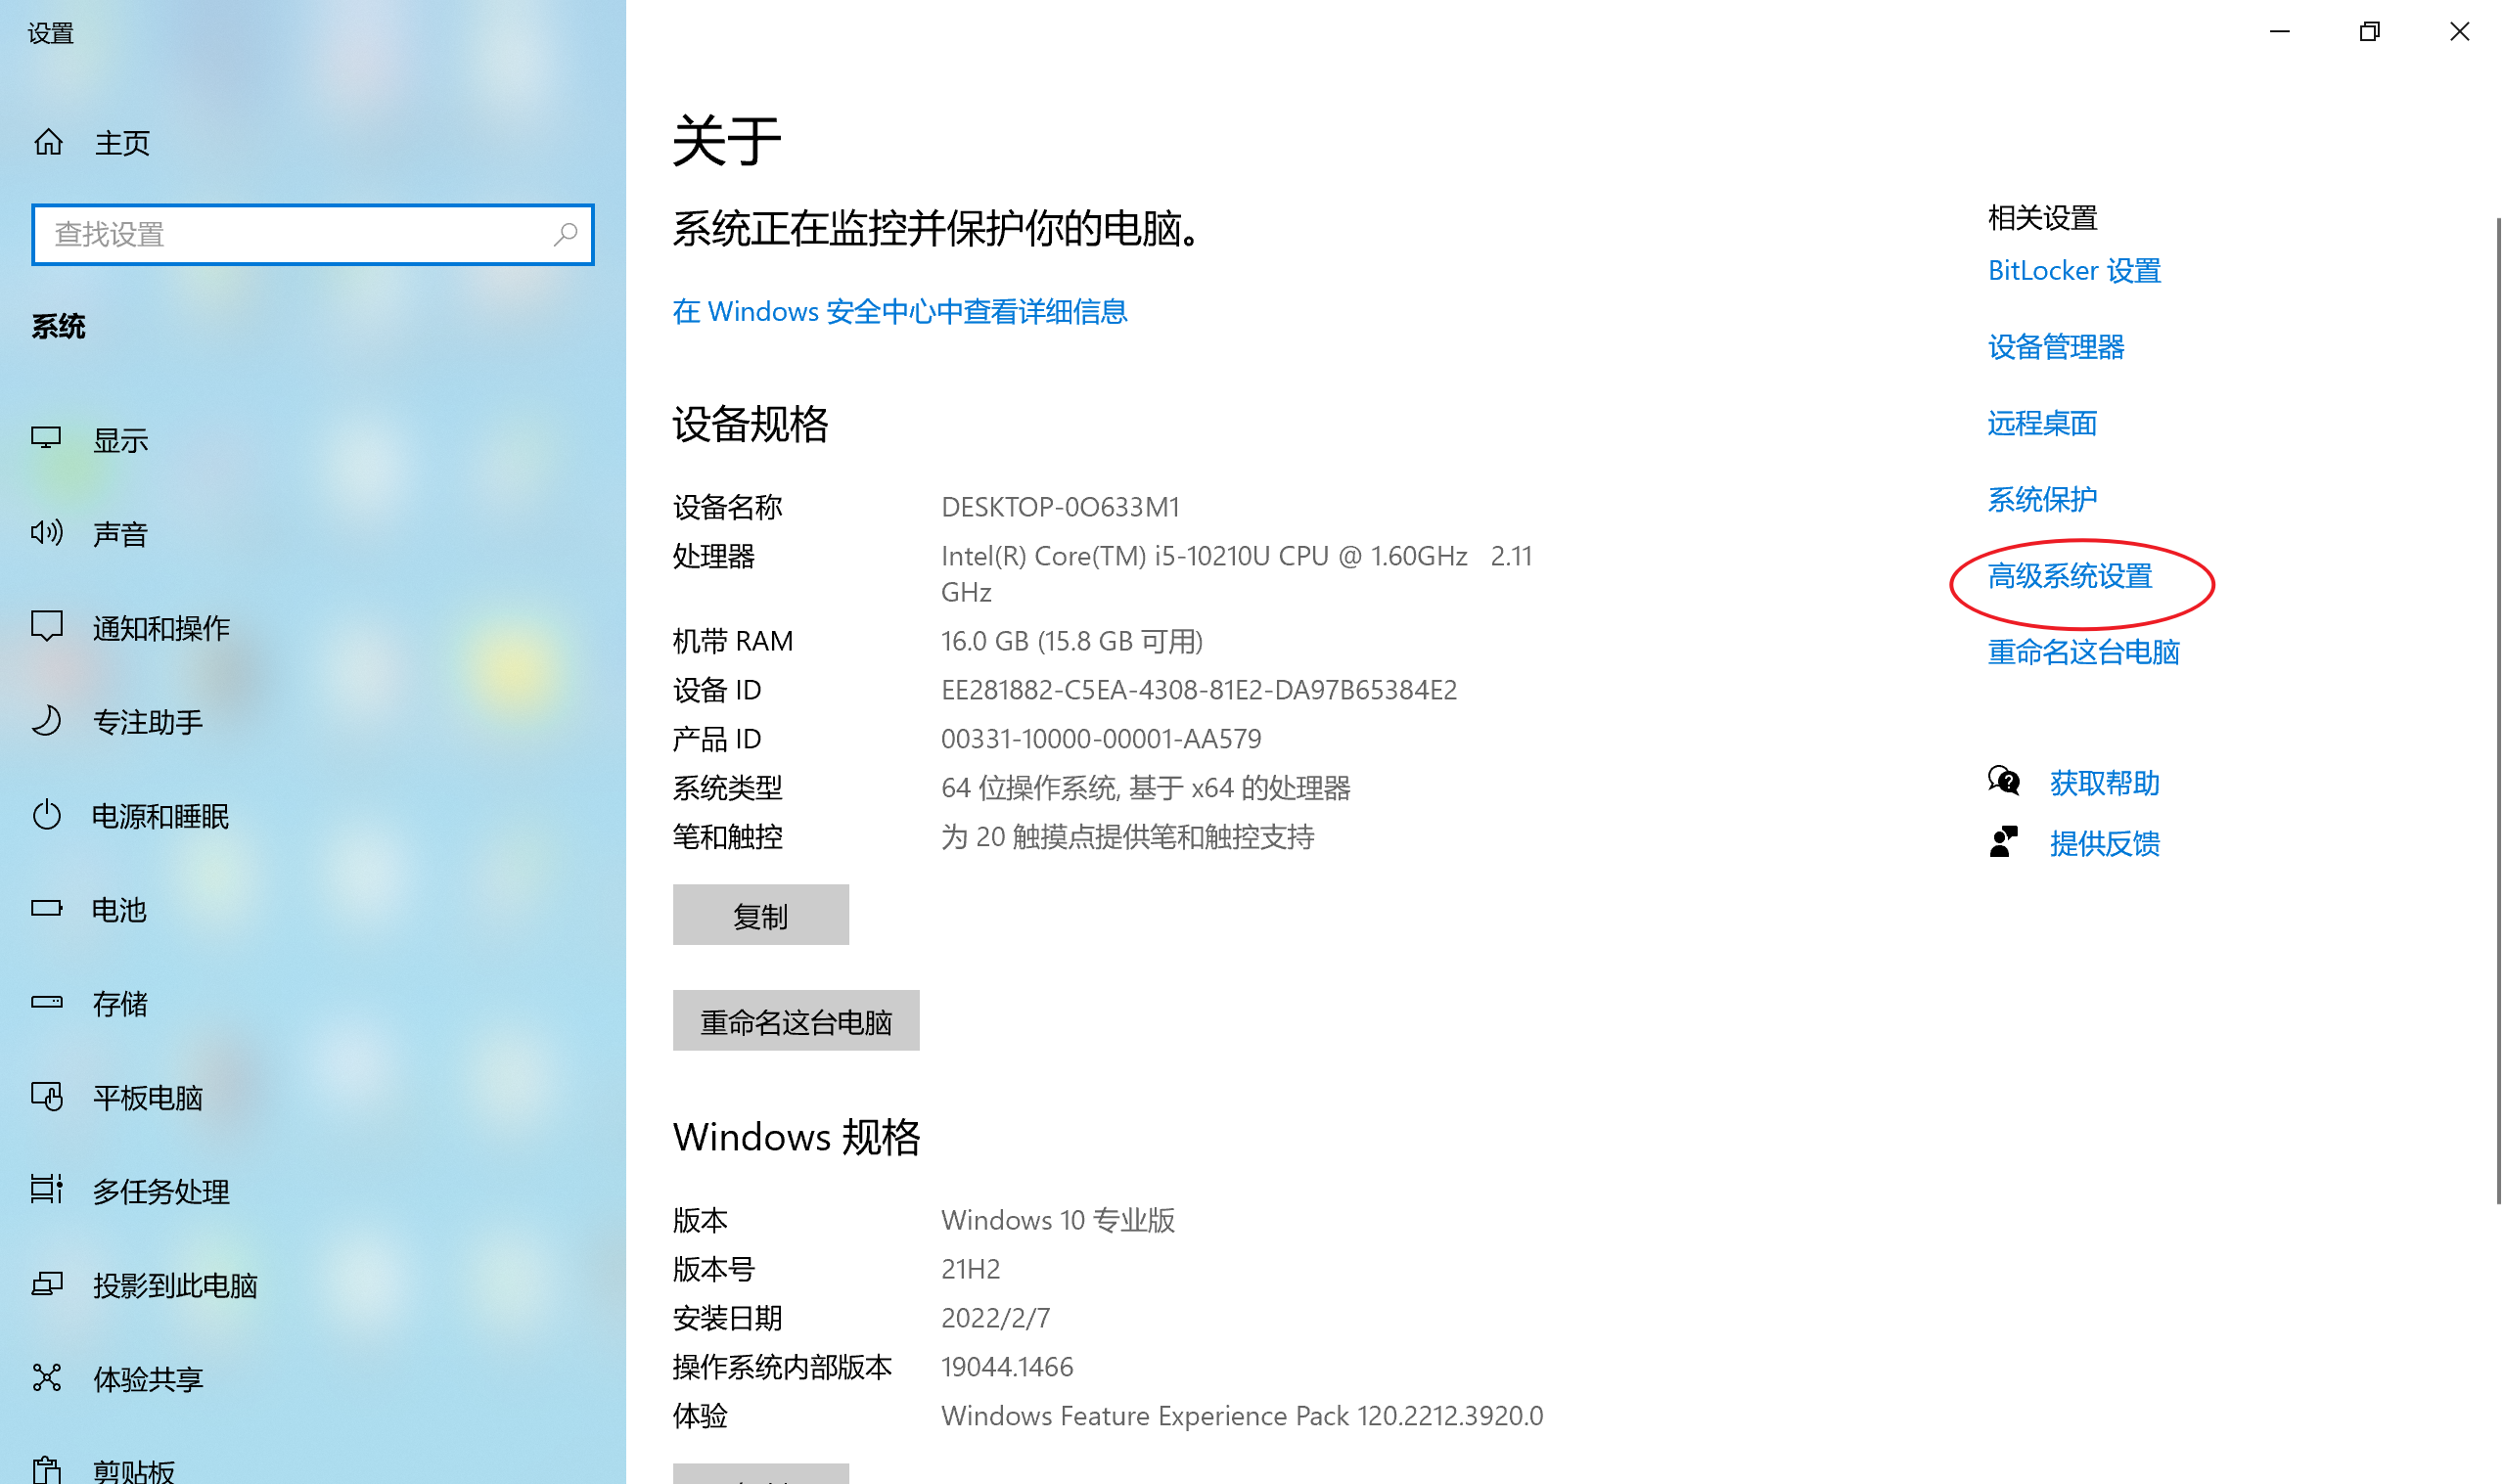 设置
主页
查找设置
系统
显示
声音
通知和操作
专注助手
电源和睡眠
电池
存储
平板电脑
多任务处理
投影到此电脑
体验共享
剪贴板
关于
系统正在监控并保护你的电脑。
在 Windows 安全中心中查看详细信息
设备规格
设备名称 DESKTOP-0O633M1
处理器 Intel(R) Core(TM) i5-10210U CPU @ 1.60GHz 2.11
GHz
机带 RAM 16.0 GB (15.8 GB 可用)
设备 ID EE281882-C5EA-4308-81E2-DA97B65384E2
产品 ID 00331-10000-00001-AA579
系统类型 64 位操作系统, 基于 x64 的处理器
笔和触控 为 20 触摸点提供笔和触控支持
复制
重命名这台电脑
Windows 规格
版本 Windows 10 专业版
版本号 21H2
安装日期 2022/2/7
操作系统内部版本 19044.1466
体验 Windows Feature Experience Pack 120.2212.3920.0
相关设置
BitLocker 设置
设备管理器
远程桌面
系统保护
高级系统设置
重命名这台电脑
获取帮助
提供反馈